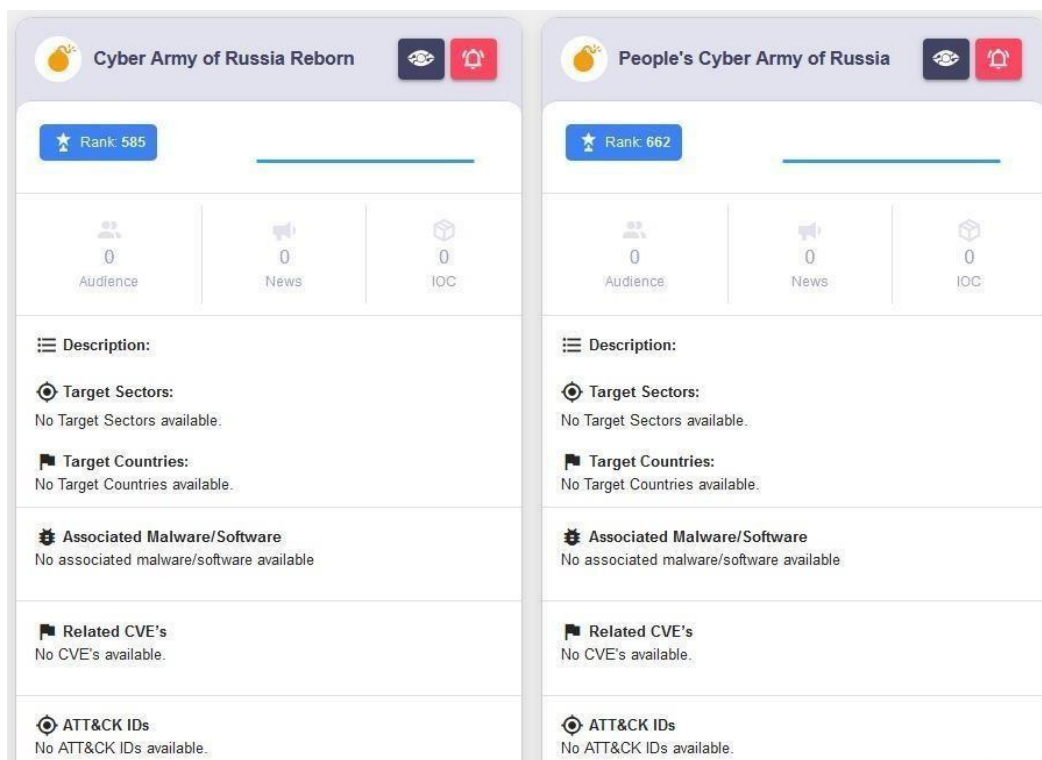 Cyber Army of Russia Reborn
Rank: 585
0
Audience
0
News
0
IOC
Description:
Target Sectors:
No Target Sectors available.
Target Countries:
No Target Countries available.
Associated Malware/Software
No associated malware/software available
Related CVE's
No CVE's available.
ATT&CK IDs
No ATT&CK IDs available.
People's Cyber Army of Russia
Rank: 662
0
Audience
0
News
0
IOC
Description:
Target Sectors:
No Target Sectors available.
Target Countries:
No Target Countries available.
Associated Malware/Software
No associated malware/software available
Related CVE's
No CVE's available.
ATT&CK IDs
No ATT&CK IDs available.